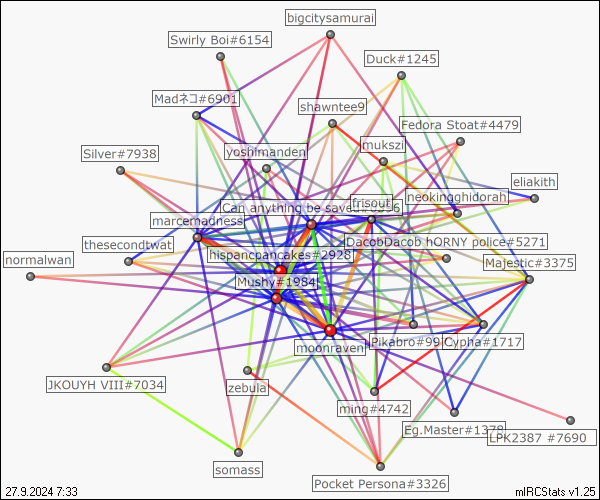 bigcitysamurai
Swirly Boi#6154
Duck#1245
Madネコ#6901
shawntee9
Fedora Stoat#4479
mukszi
Silver#7938
yoshimanden
eliakith
neokingghidorah
frisout
Can anything be saved?
marcemadness
DacobDacob hORNY police#5271
thesecondtwat
hispancpancakes#2928
normalwan
Majestic#3375
Mushy#1984
moonraven
Pikabro#99
Cypha#1717
JKOUYH VIII#7034
zebula
ming#4742
Eg.Master#1378
LPK2387 #7690
somass
Pocket Persona#3326
27.9.2024 7:33
mIRCStats v1.25